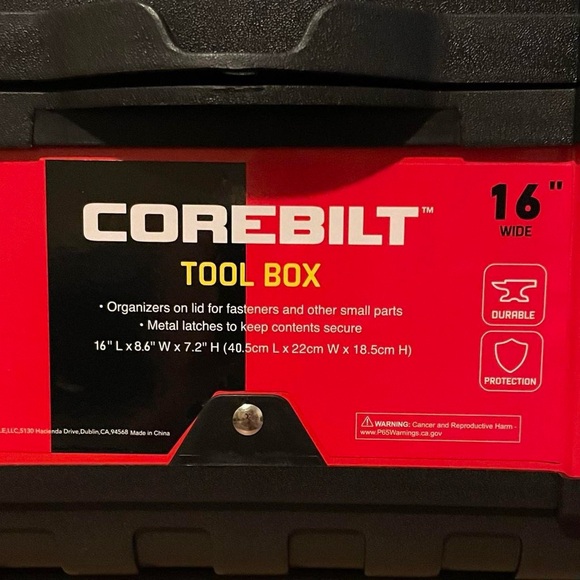 COREBILT™
TOOL BOX
• Organizers on lid for fasteners and other small parts
• Metal latches to keep contents secure
16" L x 8.6" W x 7.2" H (40.5cm L x 22cm W x 18.5cm H)
16"
WIDE
DURABLE
PROTECTION
LLC,5130 Hacienda Drive,Dublin,CA,94568 Made in China
⚠WARNING: Cancer and Reproductive Harm -
www.P65Warnings.ca.gov